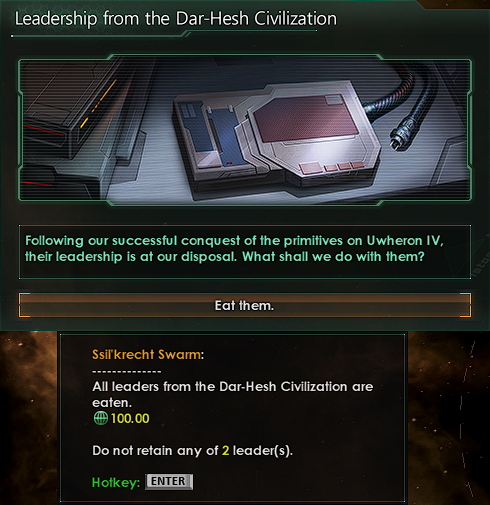 Leadership from the Dar-Hesh Civilization
Following our successful conquest of the primitives on Uwheron IV,
their leadership is at our disposal. What shall we do with them?
Eat them.
Ssil'krecht Swarm:
--------------
All leaders from the Dar-Hesh Civilization are
eaten.
100.00
Do not retain any of 2 leader(s).
Hotkey: ENTER